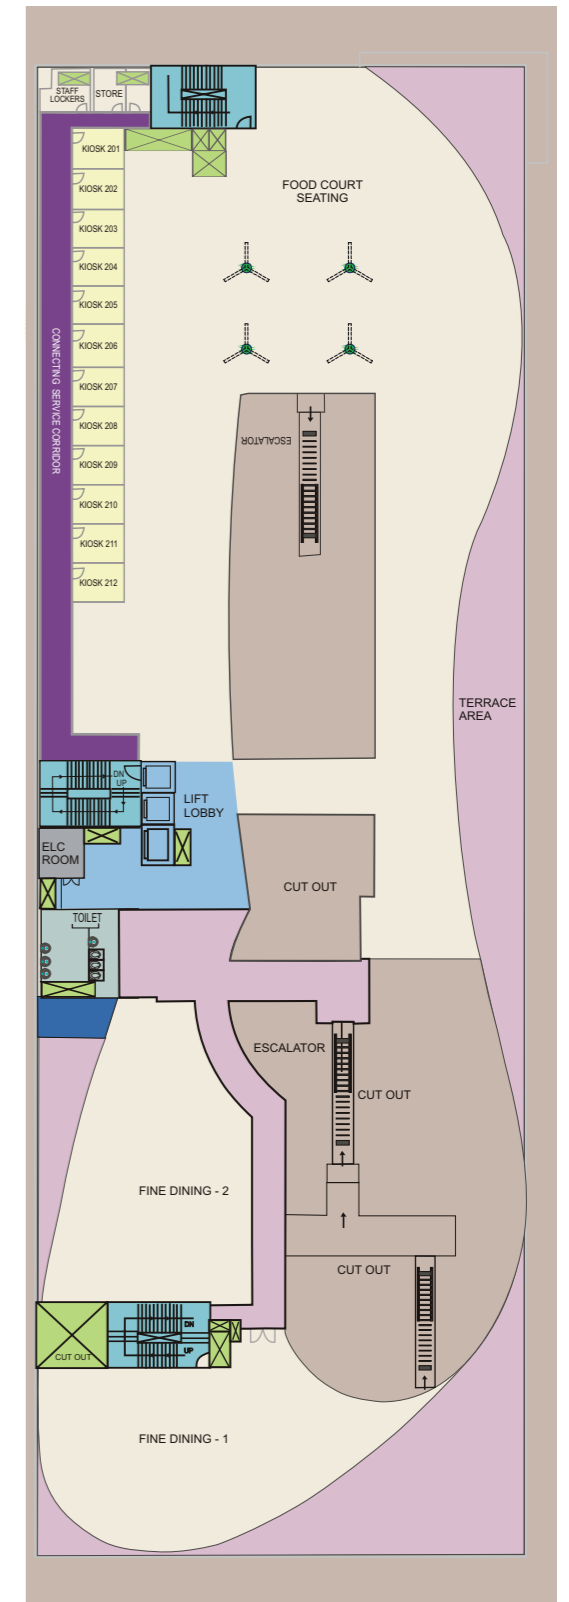 STAFF
LOCKERS
STORE
KIOSK 201
FOOD COURT
SEATING
KIOSK 202
KIOSK 203
KIOSK 204
KIOSK 205
KIOSK 206
CONNECTING SERVICE CORRIDOR
KIOSK 207
KIOSK 208
ESCALATOR
KIOSK 209
KIOSK 210
KIOSK 211
KIOSK 212
TERRACE
AREA
DN
UP
LIFT
LOBBY
ELC
ROOM
CUT OUT
TOILET
ESCALATOR
CUT OUT
FINE DINING - 2
CUT OUT
DN
UP
CUT OUT
FINE DINING - 1